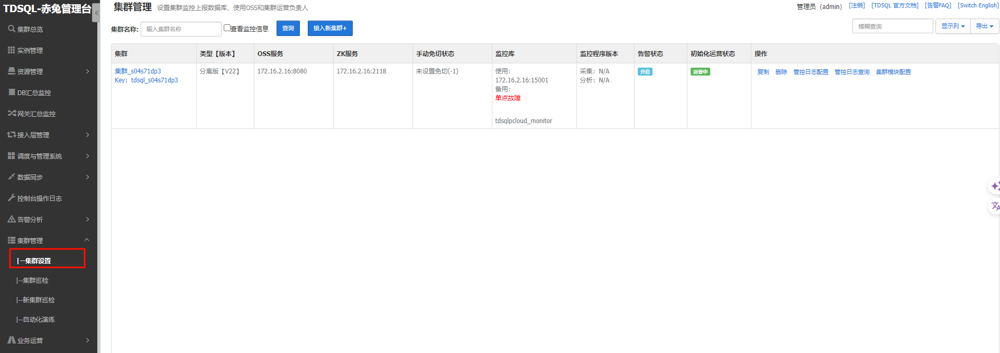 TDSQL-赤兔管理台
集群总览
实例管理
资源管理
DB汇总监控
网关汇总监控
接入层管理
调度与管理系统
数据同步
控制台操作日志
告警分析
集群管理
|--集群设置
|--集群巡检
|--新集群巡检
|--自动化演练
业务运营
集群管理 设置集群监控上报数据库、使用OSS和集群运营负责人
管理员（admin） [注销] [TDSQL 官方文档] [告警FAQ] [Switch English]
集群名称: 输入集群名称 查看监控信息 查询 接入新集群+
模糊查询 显示列 导出
集群 类型【版本】 OSS服务 ZK服务 手动免切状态 监控库 监控程序版本 告警状态 初始化运营状态 操作
集群_s04s71dp3 分离版【V22】 172.16.2.16:8080 172.16.2.16:2118 未设置免切(-1) 使用: 采集: N/A 开启 运营中 复制 删除 管控日志配置 管控日志查询 集群模块配置
Key: tdsql_s04s71dp3 172.16.2.16:15001 分析: N/A
备用:
单点故障
tdsqlpcloud_monitor